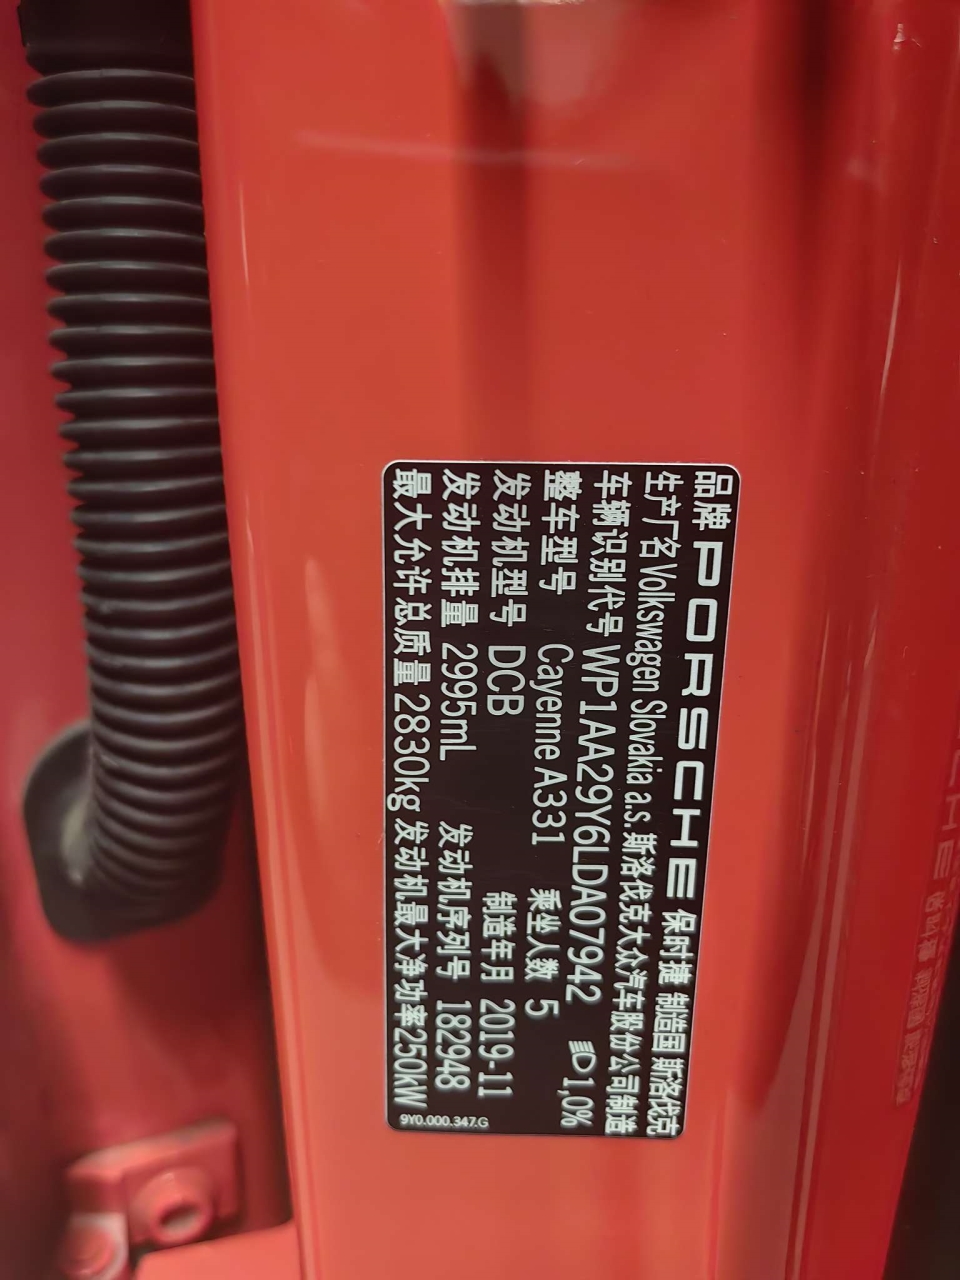 品牌 PORSCHE 保时捷 制造国 斯洛伐克
生产厂名 Volkswagen Slovakia a.s. 斯洛伐克大众汽车股份公司制造
车辆识别代号 WP1AA29Y6LDA07942
1,0%
整车型号 Cayenne A331 乘坐人数 5
发动机型号 DCB 制造年月 2019-11
发动机排量 2995mL 发动机序列号 182948
最大允许总质量 2830kg 发动机最大净功率 250kW
9Y0.000.347.G